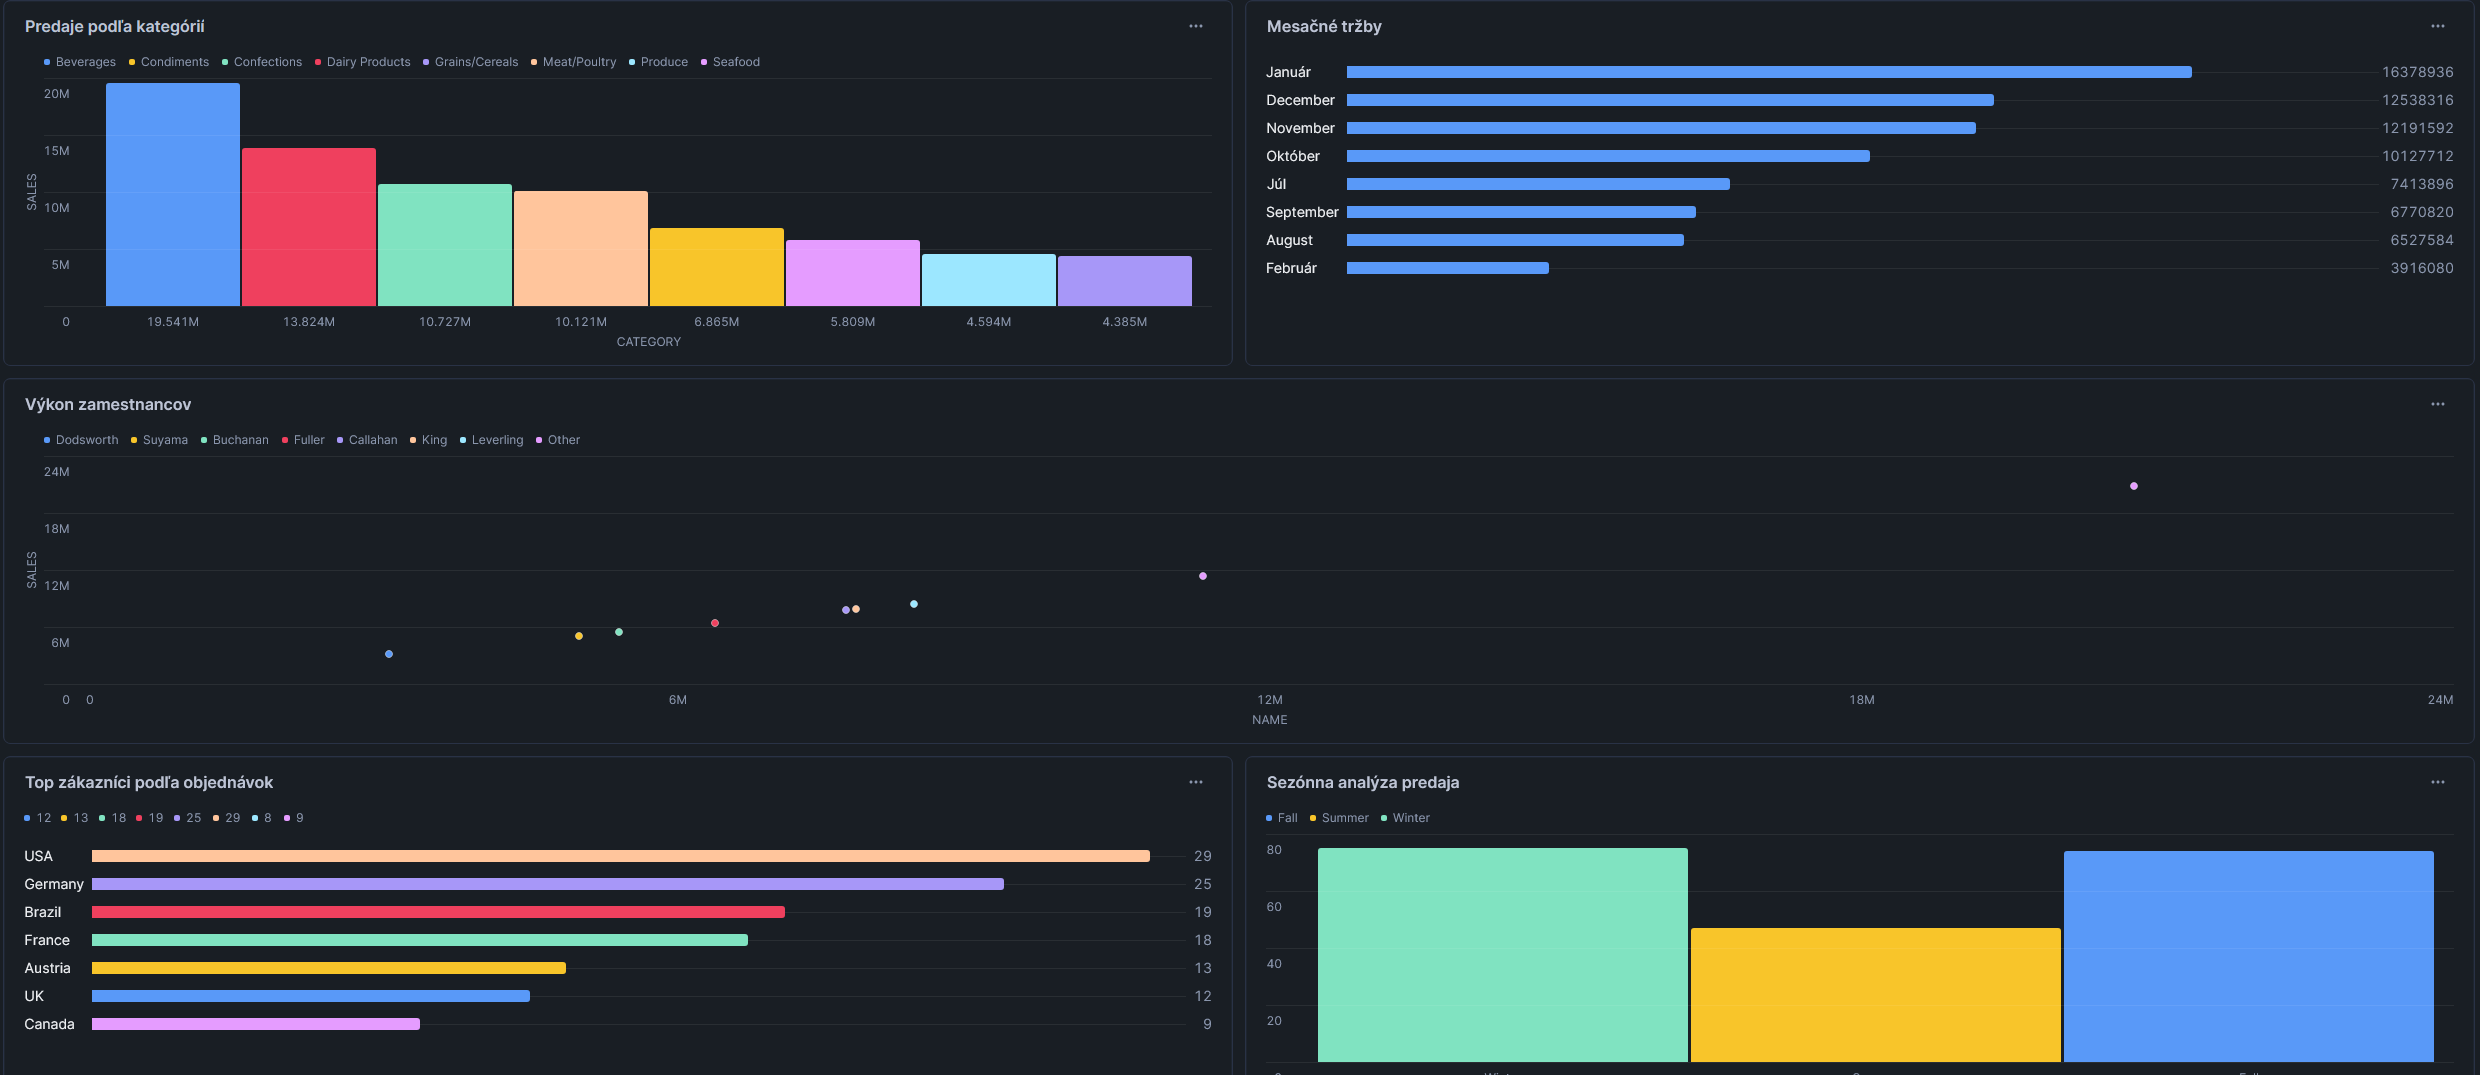 Predaje podľa kategórií
Beverages Condiments Confections Dairy Products Grains/Cereals Meat/Poultry Produce Seafood
20M
15M
10M
5M
0
SALES
19.541M 13.824M 10.727M 10.121M 6.865M 5.809M 4.594M 4.385M
CATEGORY
Mesačné tržby
Január 16378936
December 12538316
November 12191592
Október 10127712
Júl 7413896
September 6770820
August 6527584
Február 3916080
Výkon zamestnancov
Dodsworth Suyama Buchanan Fuller Callahan King Leverling Other
24M
18M
12M
6M
0
SALES
0 6M 12M 18M 24M
NAME
Top zákazníci podľa objednávok
12 13 18 19 25 29 8 9
USA 29
Germany 25
Brazil 19
France 18
Austria 13
UK 12
Canada 9
Sezónna analýza predaja
Fall Summer Winter
80
60
40
20